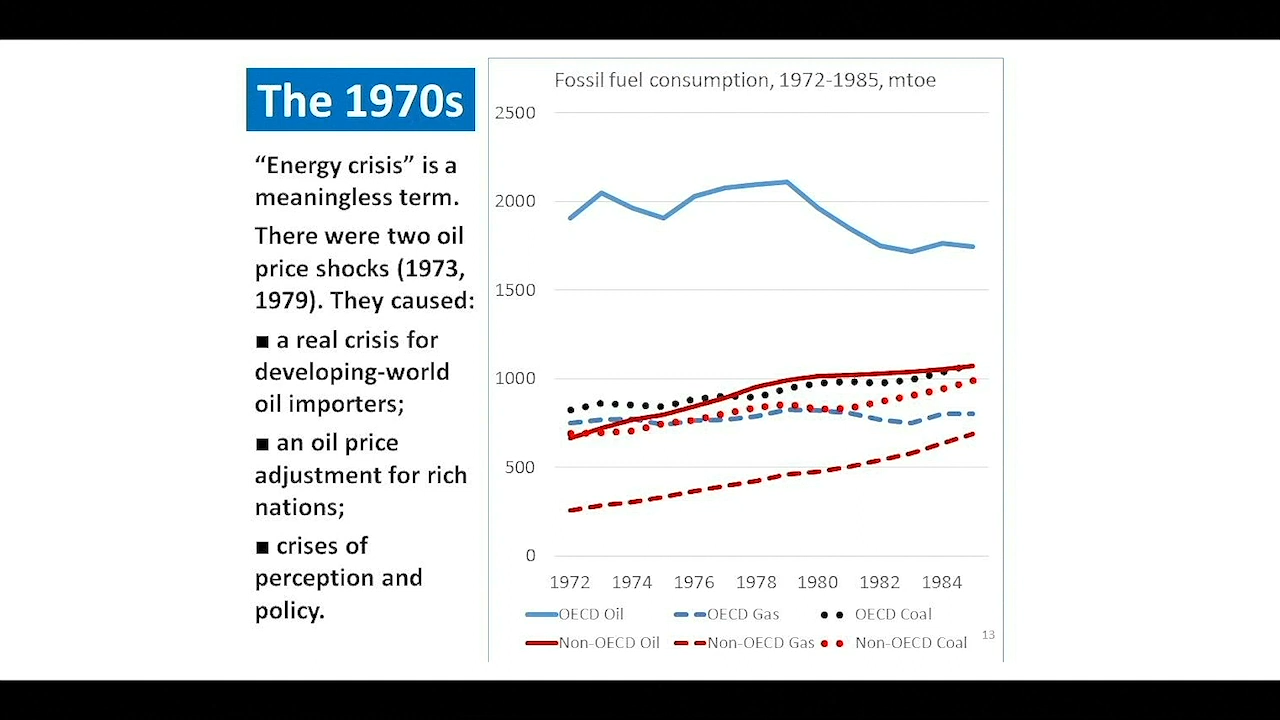 The 1970s
“Energy crisis” is a
meaningless term.
There were two oil
price shocks (1973,
1979). They caused:
■ a real crisis for
developing-world
oil importers;
■ an oil price
adjustment for rich
nations;
■ crises of
perception and
policy.
Fossil fuel consumption, 1972-1985, mtoe
2500
2000
1500
1000
500
0
1972 1974 1976 1978 1980 1982 1984
OECD Oil OECD Gas OECD Coal
Non-OECD Oil Non-OECD Gas Non-OECD Coal
13